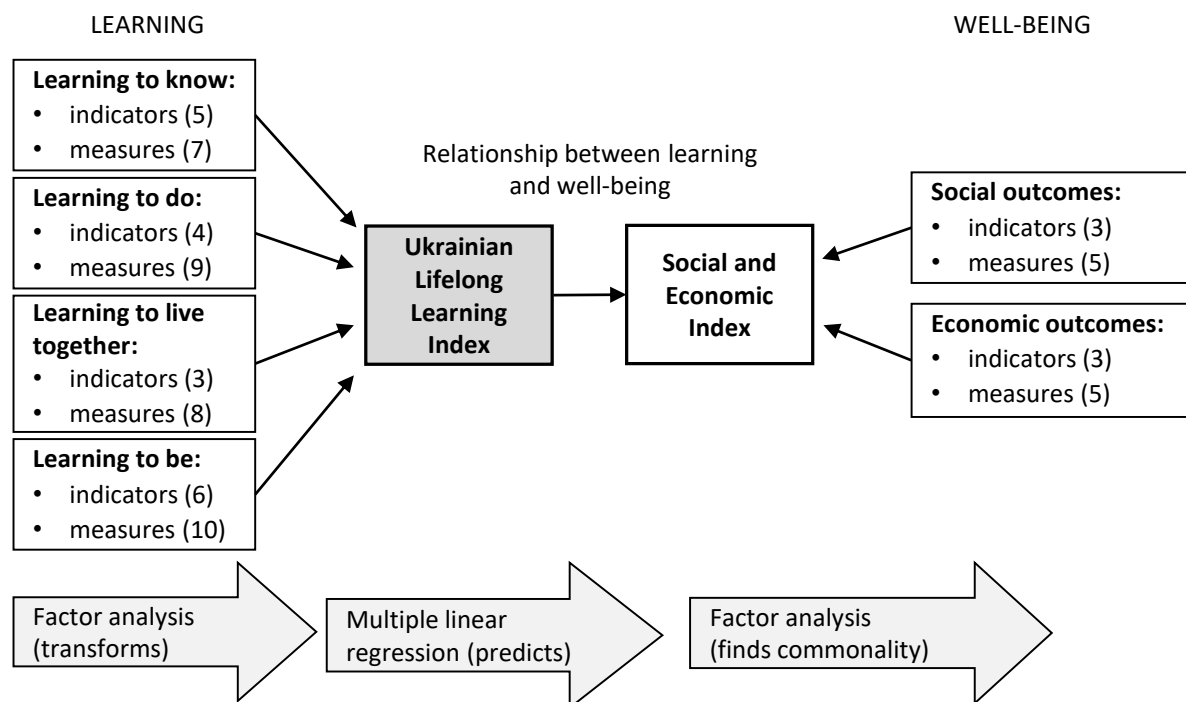 LEARNING
WELL-BEING
Learning to know:
• indicators (5)
• measures (7)
Learning to do:
• indicators (4)
• measures (9)
Learning to live
together:
• indicators (3)
• measures (8)
Learning to be:
• indicators (6)
• measures (10)
Relationship between learning
and well-being
Ukrainian
Lifelong
Learning
Index
Social and
Economic
Index
Social outcomes:
• indicators (3)
• measures (5)
Economic outcomes:
• indicators (3)
• measures (5)
Factor analysis
(transforms)
Multiple linear
regression (predicts)
Factor analysis
(finds commonality)